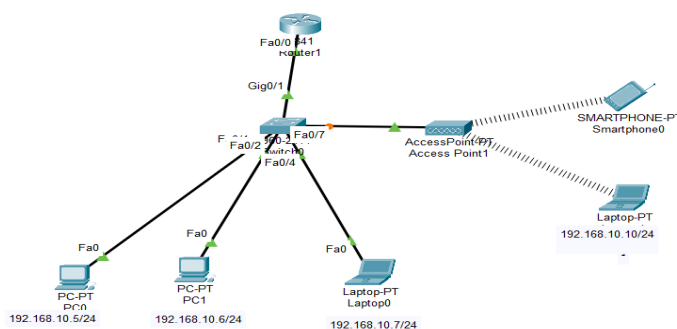 Fa0/0
Router1
Gig0/1
Fa0/7
Fa0/2
Fa0/4
SMARTPHONE-PT
Smartphone0
AccessPoint-PT
Access Point1
Laptop-PT
192.168.10.10/24
Fa0
Fa0
Fa0
PC-PT
PC0
192.168.10.5/24
PC-PT
PC1
192.168.10.6/24
Laptop-PT
Laptop0
192.168.10.7/24